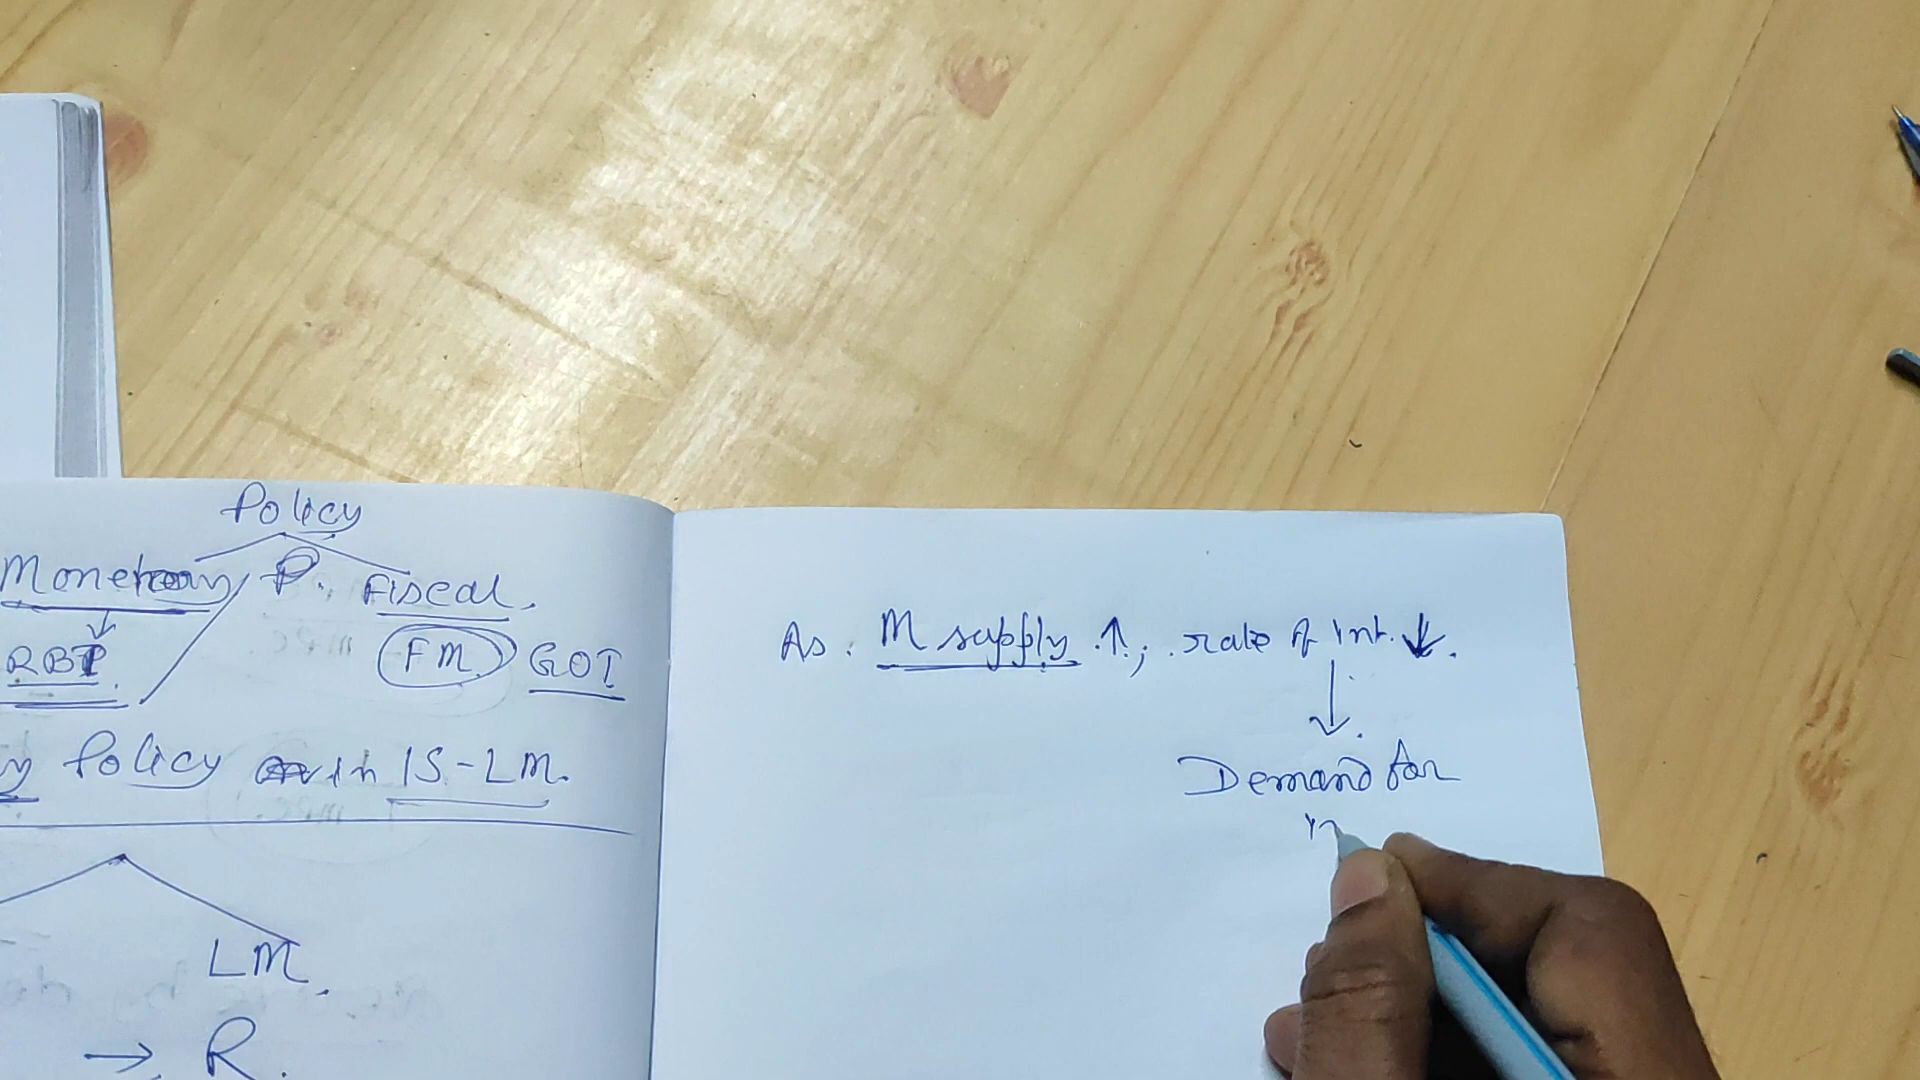 Policy
Monetary P. Fiscal.
RBI FM GOI
Policy in IS-LM.
LM.
→ R.
As. M supply ↑; rate of int. ↓.
↓
Demand for